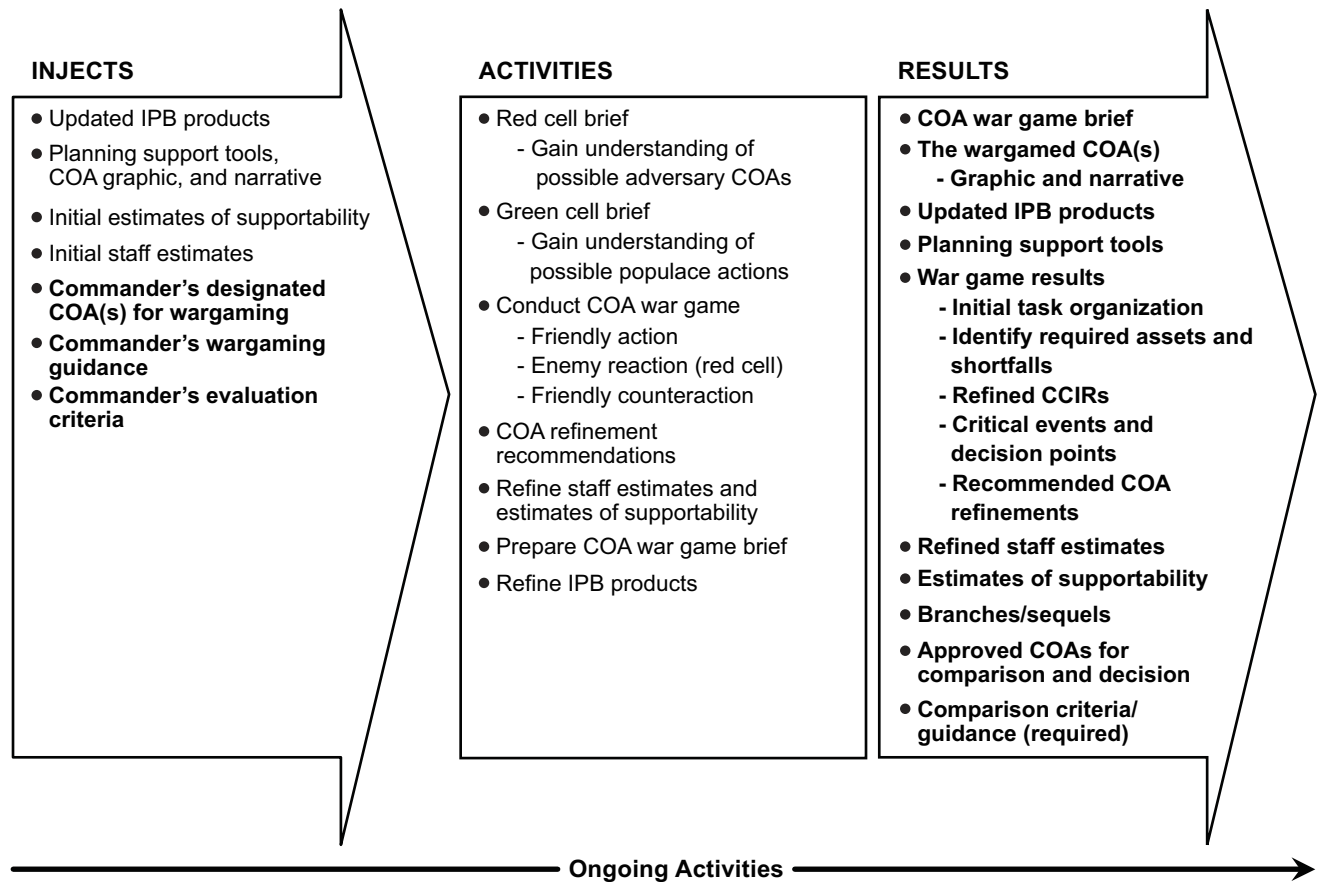 INJECTS
• Updated IPB products
• Planning support tools,
COA graphic, and narrative
• Initial estimates of supportability
• Initial staff estimates
• Commander’s designated
COA(s) for wargaming
• Commander’s wargaming
guidance
• Commander’s evaluation
criteria
ACTIVITIES
• Red cell brief
- Gain understanding of
possible adversary COAs
• Green cell brief
- Gain understanding of
possible populace actions
• Conduct COA war game
- Friendly action
- Enemy reaction (red cell)
- Friendly counteraction
• COA refinement
recommendations
• Refine staff estimates and
estimates of supportability
• Prepare COA war game brief
• Refine IPB products
RESULTS
• COA war game brief
• The wargamed COA(s)
- Graphic and narrative
• Updated IPB products
• Planning support tools
• War game results
- Initial task organization
- Identify required assets and
shortfalls
- Refined CCIRs
- Critical events and
decision points
- Recommended COA
refinements
• Refined staff estimates
• Estimates of supportability
• Branches/sequels
• Approved COAs for
comparison and decision
• Comparison criteria/
guidance (required)
Ongoing Activities